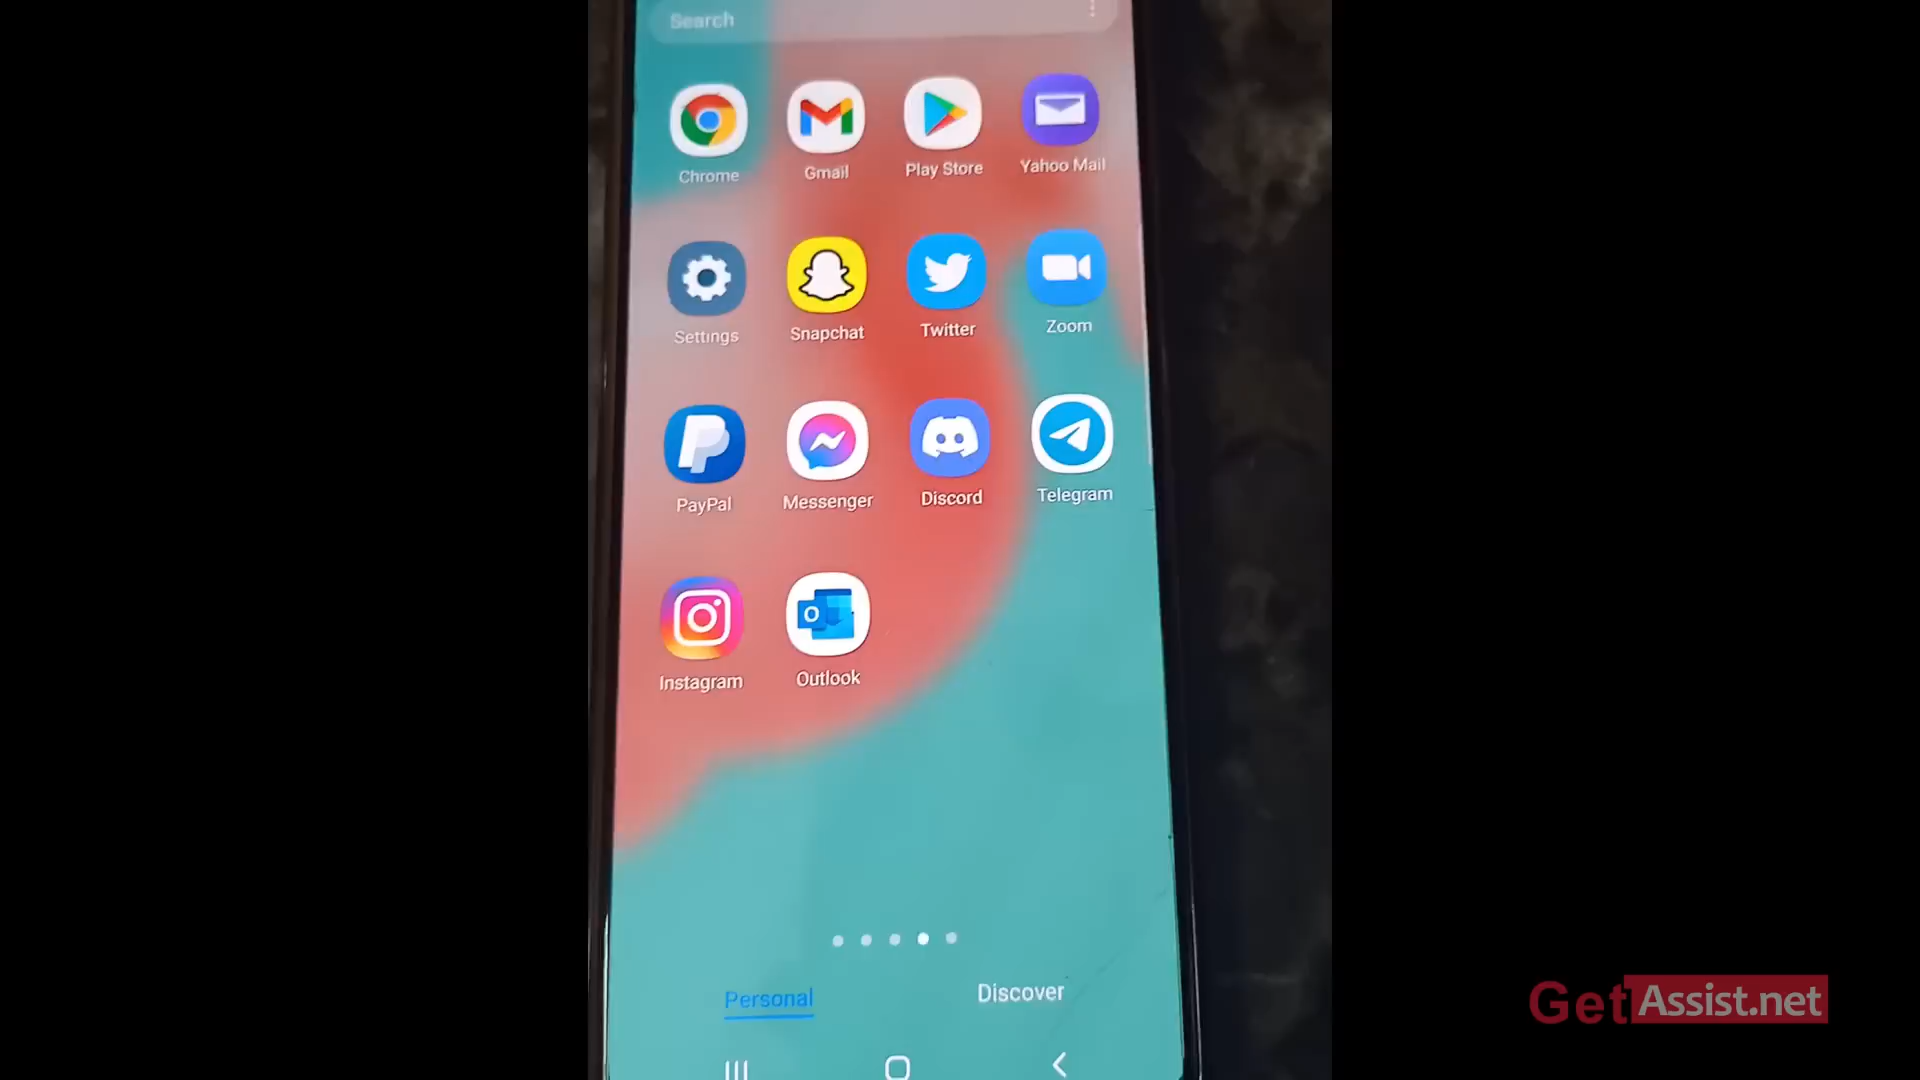 Search
Chrome
Gmail
Play Store
Yahoo Mail
Settings
Snapchat
Twitter
Zoom
PayPal
Messenger
Discord
Telegram
Instagram
Outlook
Personal
Discover
GetAssist.net